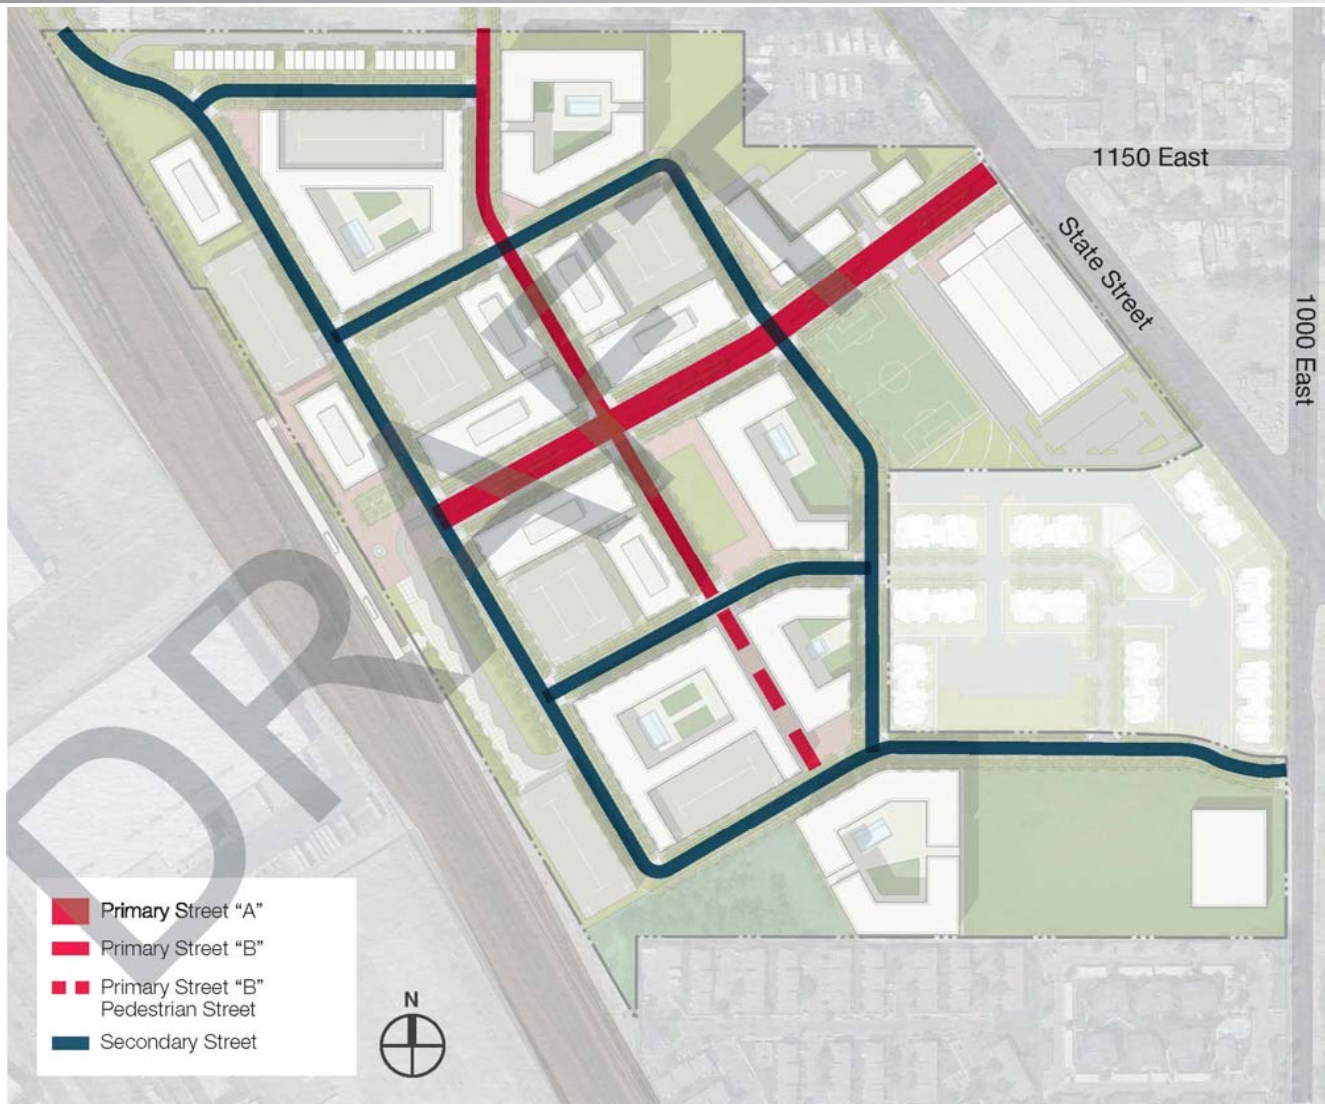 1150 East
State Street
1000 East
DRAFT
Primary Street “A”
Primary Street “B”
Primary Street “B”
Pedestrian Street
Secondary Street
N